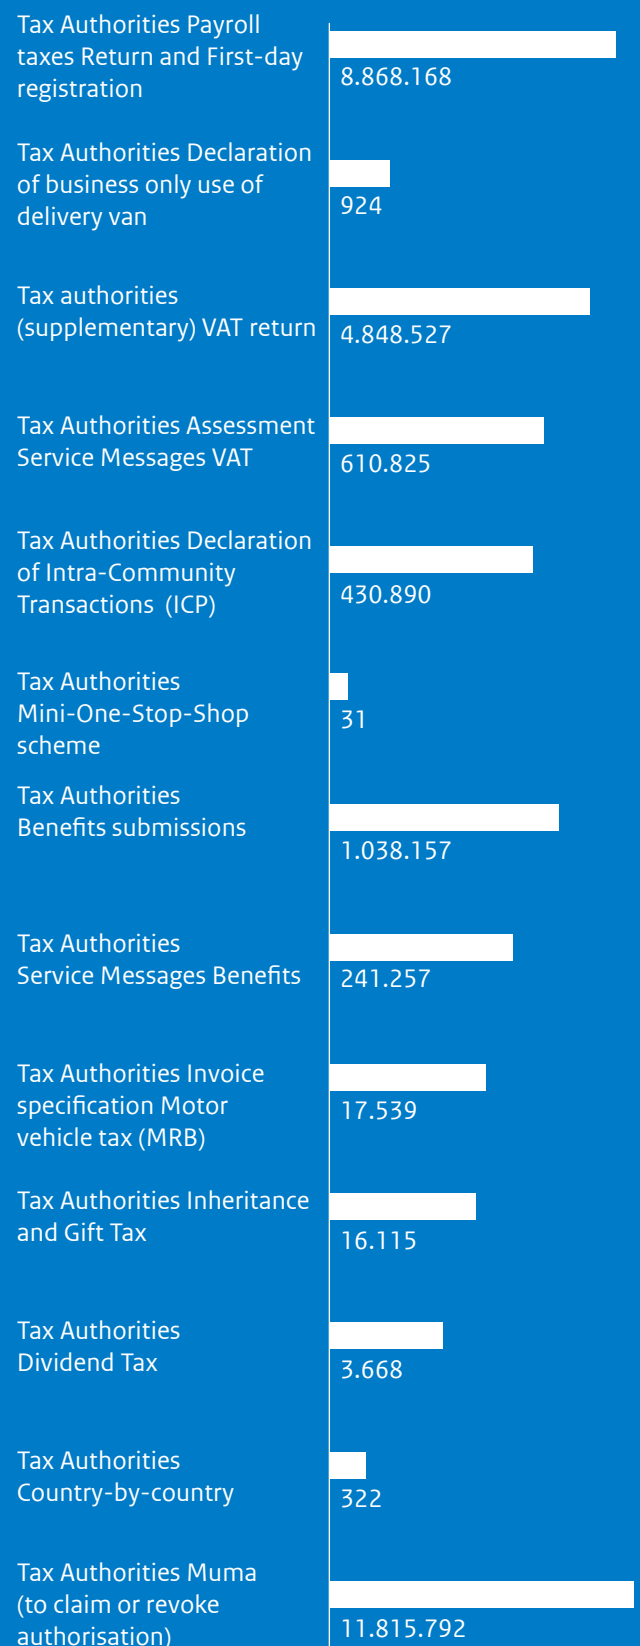 Tax Authorities Payroll
taxes Return and First-day
registration
8.868.168
Tax Authorities Declaration
of business only use of
delivery van
924
Tax authorities
(supplementary) VAT return
4.848.527
Tax Authorities Assessment
Service Messages VAT
610.825
Tax Authorities Declaration
of Intra-Community
Transactions (ICP)
430.890
Tax Authorities
Mini-One-Stop-Shop
scheme
31
Tax Authorities
Benefits submissions
1.038.157
Tax Authorities
Service Messages Benefits
241.257
Tax Authorities Invoice
specification Motor
vehicle tax (MRB)
17.539
Tax Authorities Inheritance
and Gift Tax
16.115
Tax Authorities
Dividend Tax
3.668
Tax Authorities
Country-by-country
322
Tax Authorities Muma
(to claim or revoke
authorisation)
11.815.792